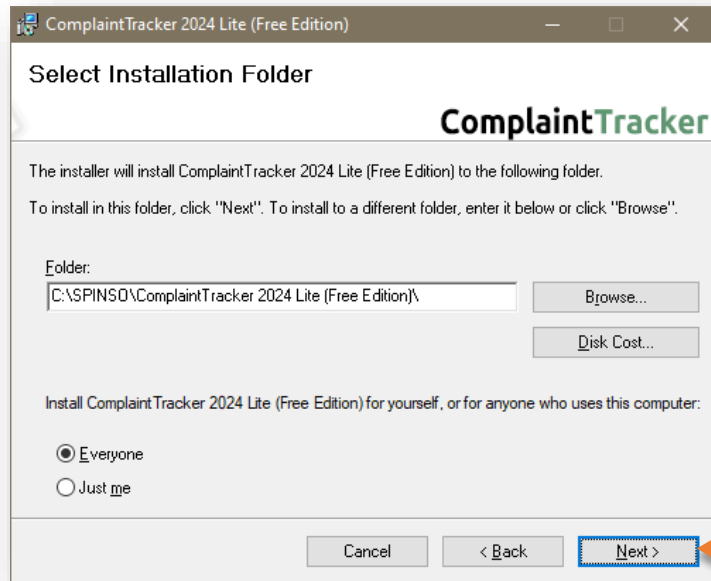 ComplaintTracker 2024 Lite (Free Edition)
Select Installation Folder
ComplaintTracker
The installer will install ComplaintTracker 2024 Lite (Free Edition) to the following folder.
To install in this folder, click "Next". To install to a different folder, enter it below or click "Browse".
Folder:
C:\SPINSO\ComplaintTracker 2024 Lite (Free Edition)\
Browse...
Disk Cost...
Install ComplaintTracker 2024 Lite (Free Edition) for yourself, or for anyone who uses this computer:
Everyone
Just me
Cancel
< Back
Next >